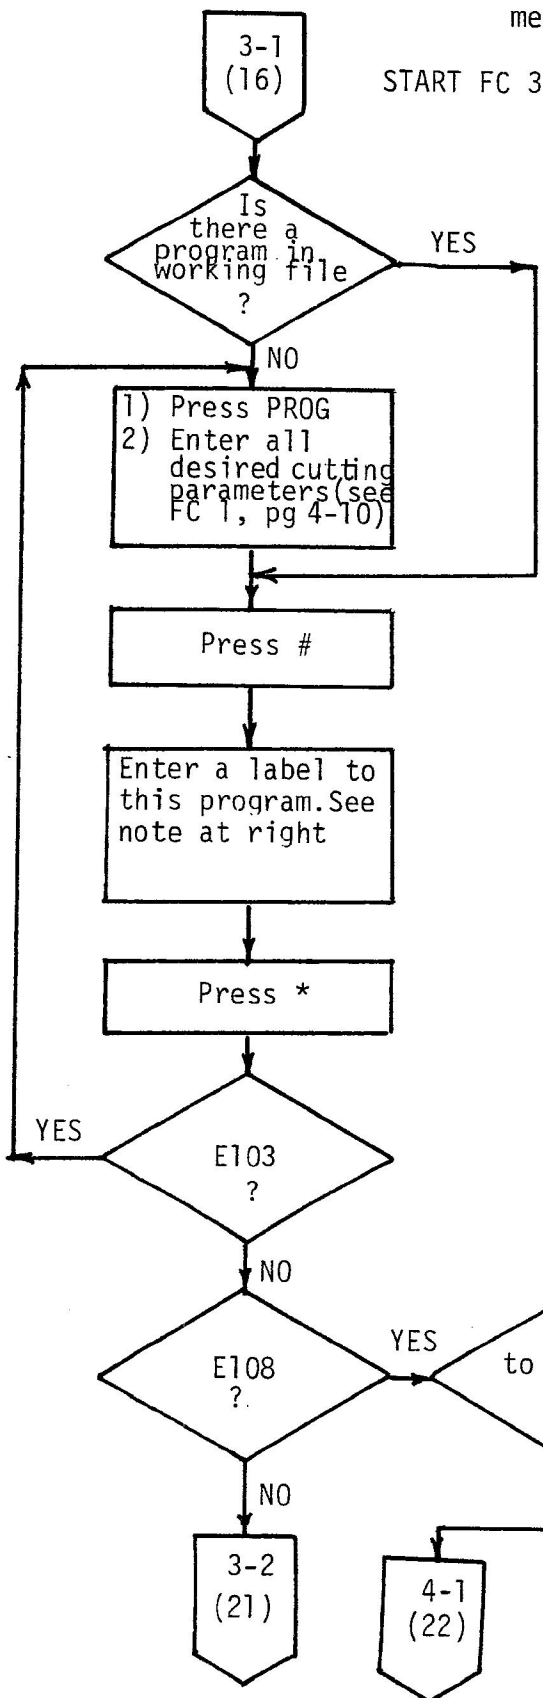 me
3-1
(16)
START FC 3
Is
there a
program in
working file
?
YES
NO
1) Press PROG
2) Enter all
desired cutting
parameters(see
FC 1, pg 4-10)
Press #
Enter a label to
this program.See
note at right
Press *
YES
E103
?
NO
YES
E108
?
to
NO
3-2
(21)
4-1
(22)